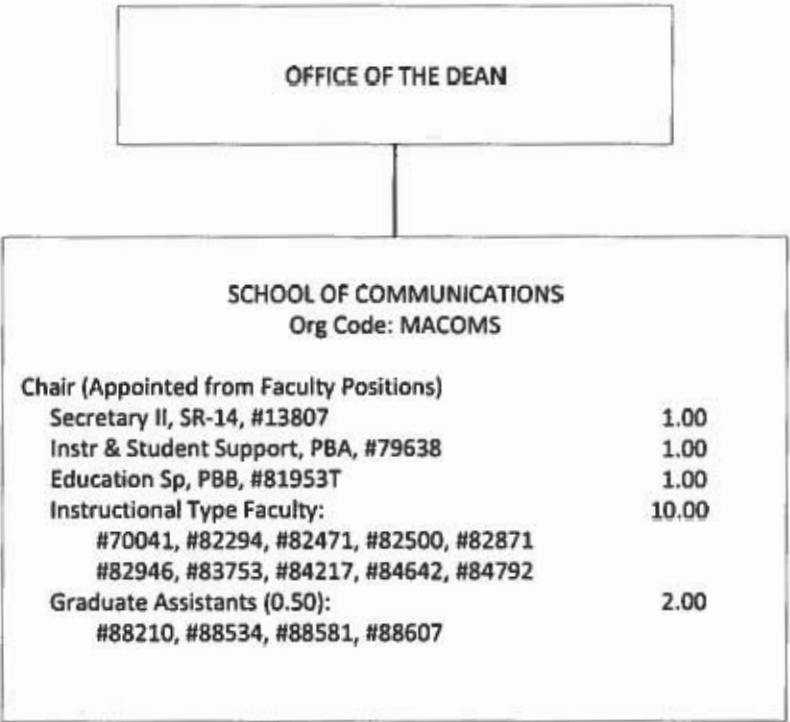 OFFICE OF THE DEAN
SCHOOL OF COMMUNICATIONS
Org Code: MACOMS
Chair (Appointed from Faculty Positions)
Secretary II, SR-14, #13807 1.00
Instr & Student Support, PBA, #79638 1.00
Education Sp, PBB, #81953T 1.00
Instructional Type Faculty: 10.00
#70041, #82294, #82471, #82500, #82871
#82946, #83753, #84217, #84642, #84792
Graduate Assistants (0.50): 2.00
#88210, #88534, #88581, #88607